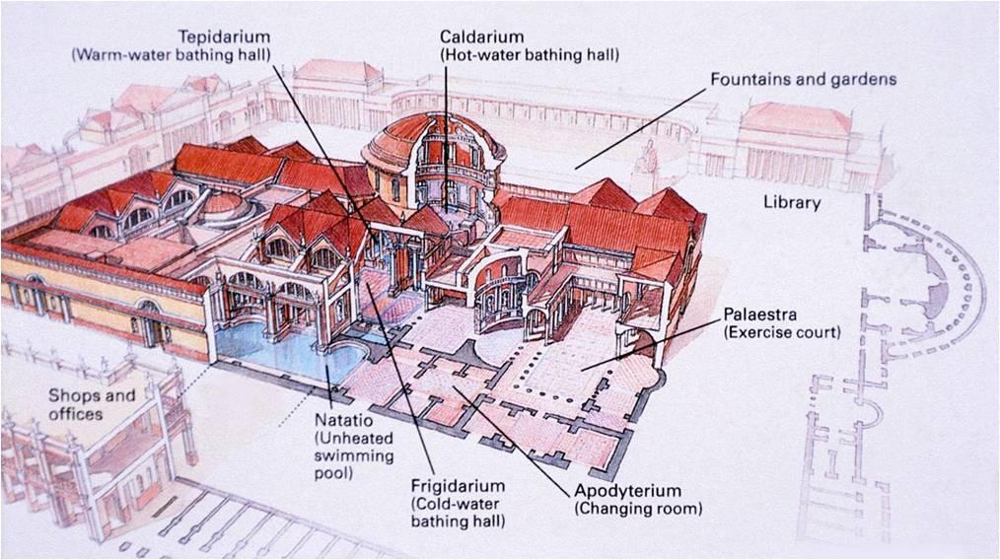 Tepidarium
(Warm-water bathing hall)
Caldarium
(Hot-water bathing hall)
Fountains and gardens
Library
Palaestra
(Exercise court)
Shops and
offices
Natatio
(Unheated
swimming
pool)
Frigidarium
(Cold-water
bathing hall)
Apodyterium
(Changing room)